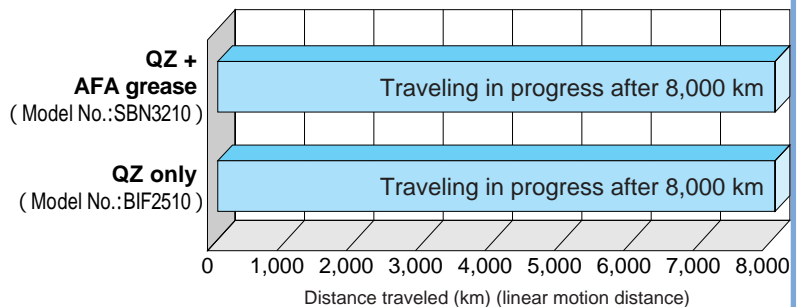 QZ +
AFA grease
( Model No.:SBN3210 )
Traveling in progress after 8,000 km
QZ only
( Model No.:BIF2510 )
Traveling in progress after 8,000 km
0 1,000 2,000 3,000 4,000 5,000 6,000 7,000 8,000
Distance traveled (km) (linear motion distance)